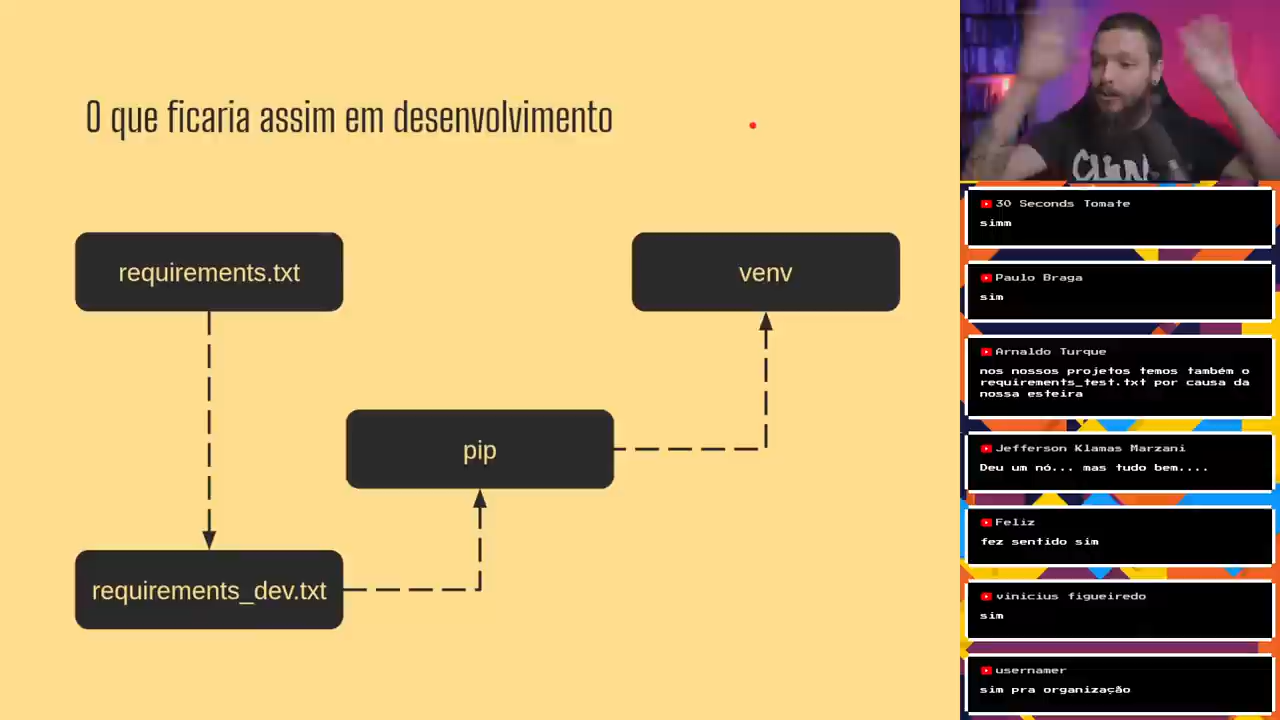 O que ficaria assim em desenvolvimento
requirements.txt
venv
pip
requirements_dev.txt
30 Seconds Tomate
simm
Paulo Braga
sim
Arnaldo Turque
nos nossos projetos temos também o
requirements_test.txt por causa da
nossa esteira
Jefferson Klamas Marzani
Deu um nó... mas tudo bem....
Feliz
fez sentido sim
vinicius figueiredo
sim
usernamer
sim pra organização